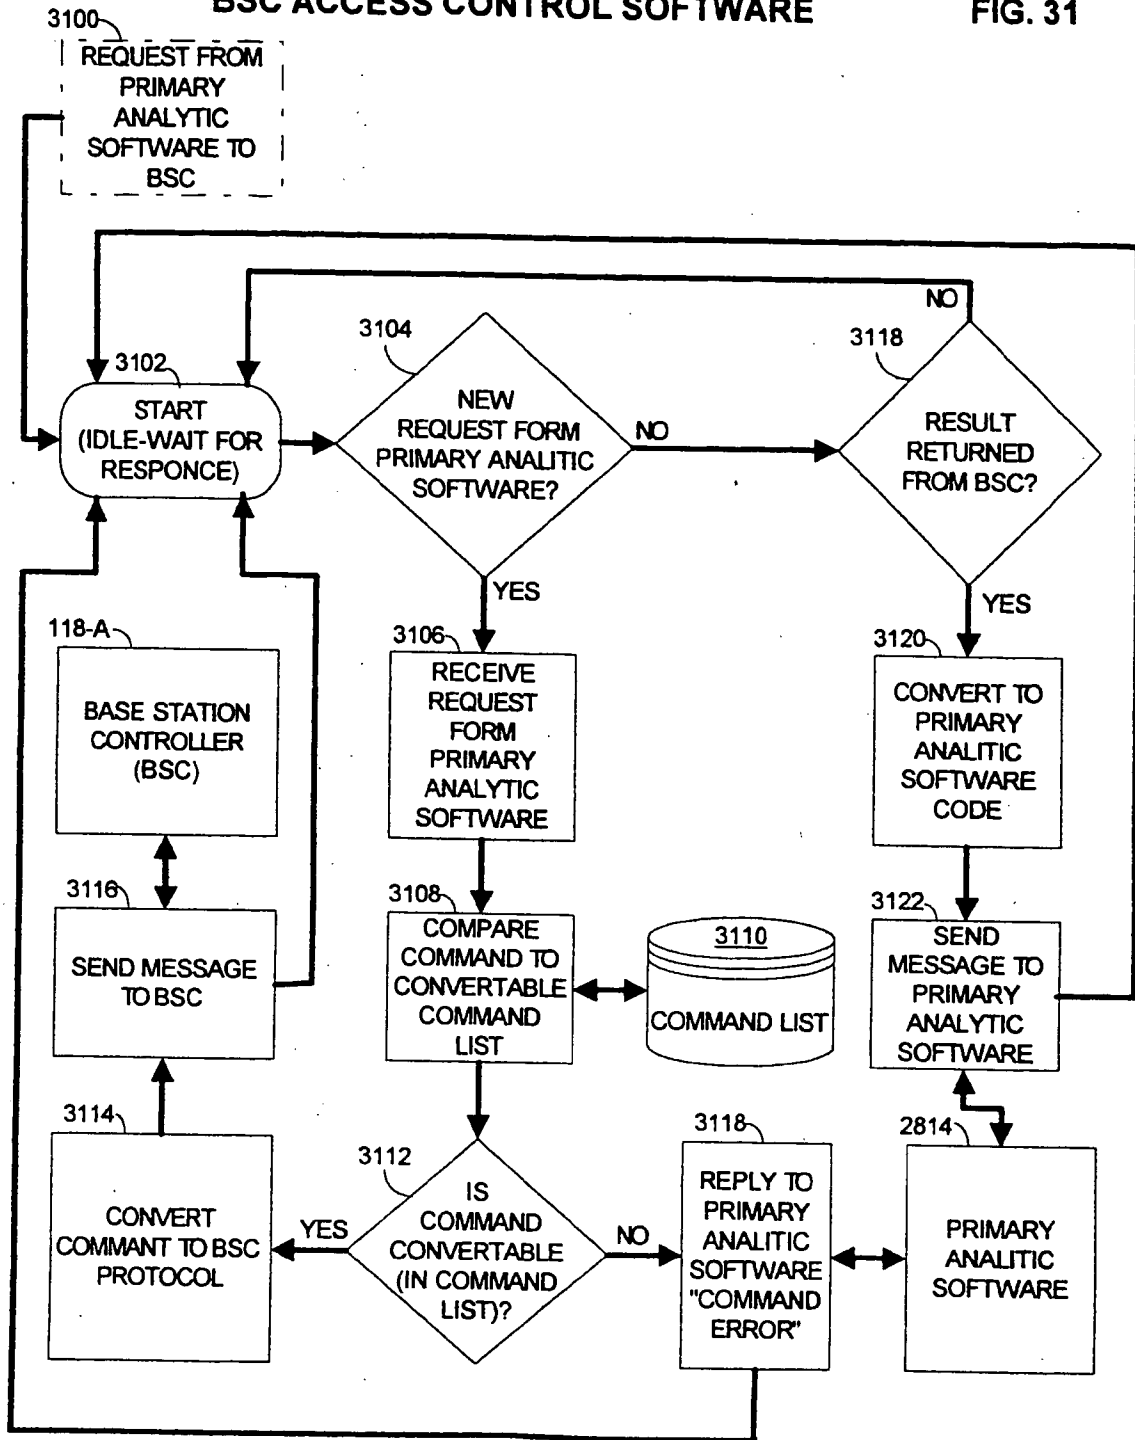 BSC ACCESS CONTROL SOFTWARE
FIG. 31
3100
REQUEST FROM
PRIMARY
ANALYTIC
SOFTWARE TO
BSC
3102
START
(IDLE-WAIT FOR
RESPONCE)
3104
NEW
REQUEST FORM
PRIMARY ANALITIC
SOFTWARE?
NO
YES
3118
RESULT
RETURNED
FROM BSC?
NO
YES
118-A
BASE STATION
CONTROLLER
(BSC)
3106
RECEIVE
REQUEST
FORM
PRIMARY
ANALYTIC
SOFTWARE
3120
CONVERT TO
PRIMARY
ANALITIC
SOFTWARE
CODE
3116
SEND MESSAGE
TO BSC
3108
COMPARE
COMMAND TO
CONVERTABLE
COMMAND
LIST
3110
COMMAND LIST
3122
SEND
MESSAGE TO
PRIMARY
ANALYTIC
SOFTWARE
3114
CONVERT
COMMANT TO BSC
PROTOCOL
3112
IS
COMMAND
CONVERTABLE
(IN COMMAND
LIST)?
YES
NO
3118
REPLY TO
PRIMARY
ANALITIC
SOFTWARE
"COMMAND
ERROR"
2814
PRIMARY
ANALITIC
SOFTWARE